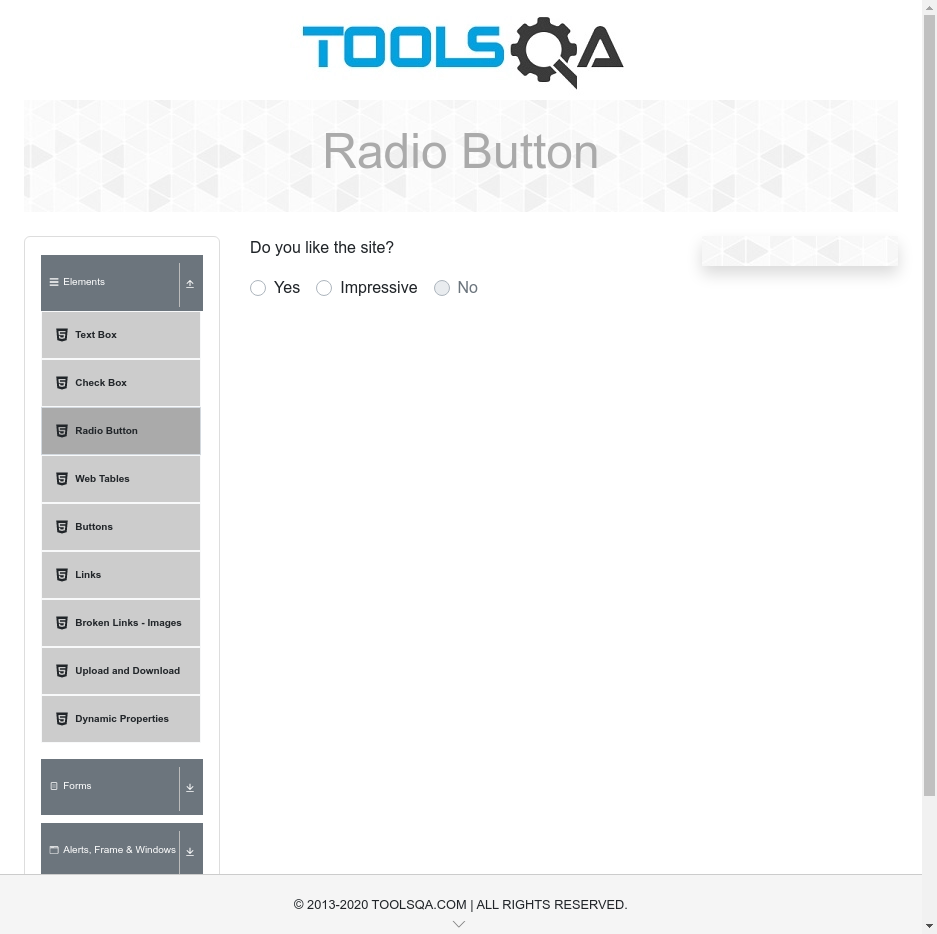 TOOLSQA
Radio Button
Elements
Text Box
Check Box
Radio Button
Web Tables
Buttons
Links
Broken Links - Images
Upload and Download
Dynamic Properties
Forms
Alerts, Frame & Windows
Do you like the site?
Yes Impressive No
© 2013-2020 TOOLSQA.COM | ALL RIGHTS RESERVED.